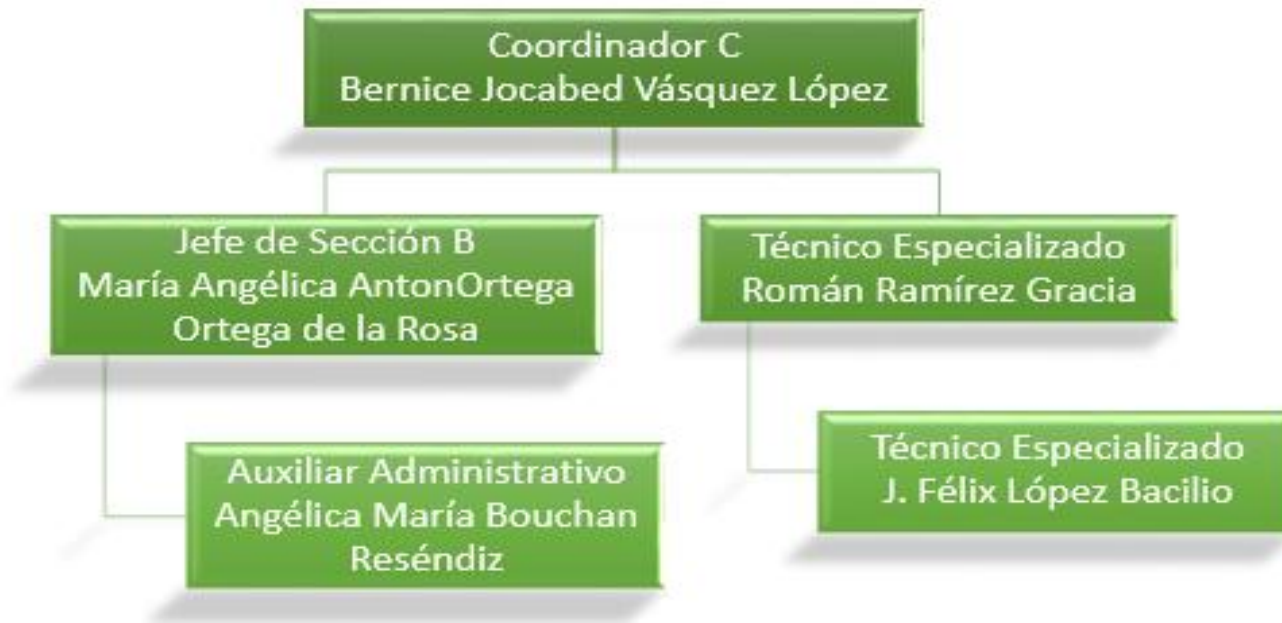 Coordinador C
Bernice Jocabed Vásquez López
Jefe de Sección B
María Angélica AntonOrtega
Ortega de la Rosa
Técnico Especializado
Román Ramírez Gracia
Auxiliar Administrativo
Angélica María Bouchan
Reséndiz
Técnico Especializado
J. Félix López Bacilio